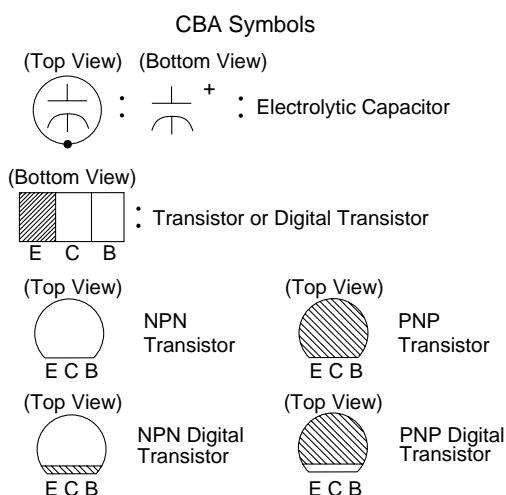 CBA Symbols
(Top View) (Bottom View)
+
: : Electrolytic Capacitor
(Bottom View)
: Transistor or Digital Transistor
E C B
(Top View) (Top View)
NPN PNP
Transistor Transistor
E C B E C B
(Top View) (Top View)
NPN Digital PNP Digital
Transistor Transistor
E C B E C B